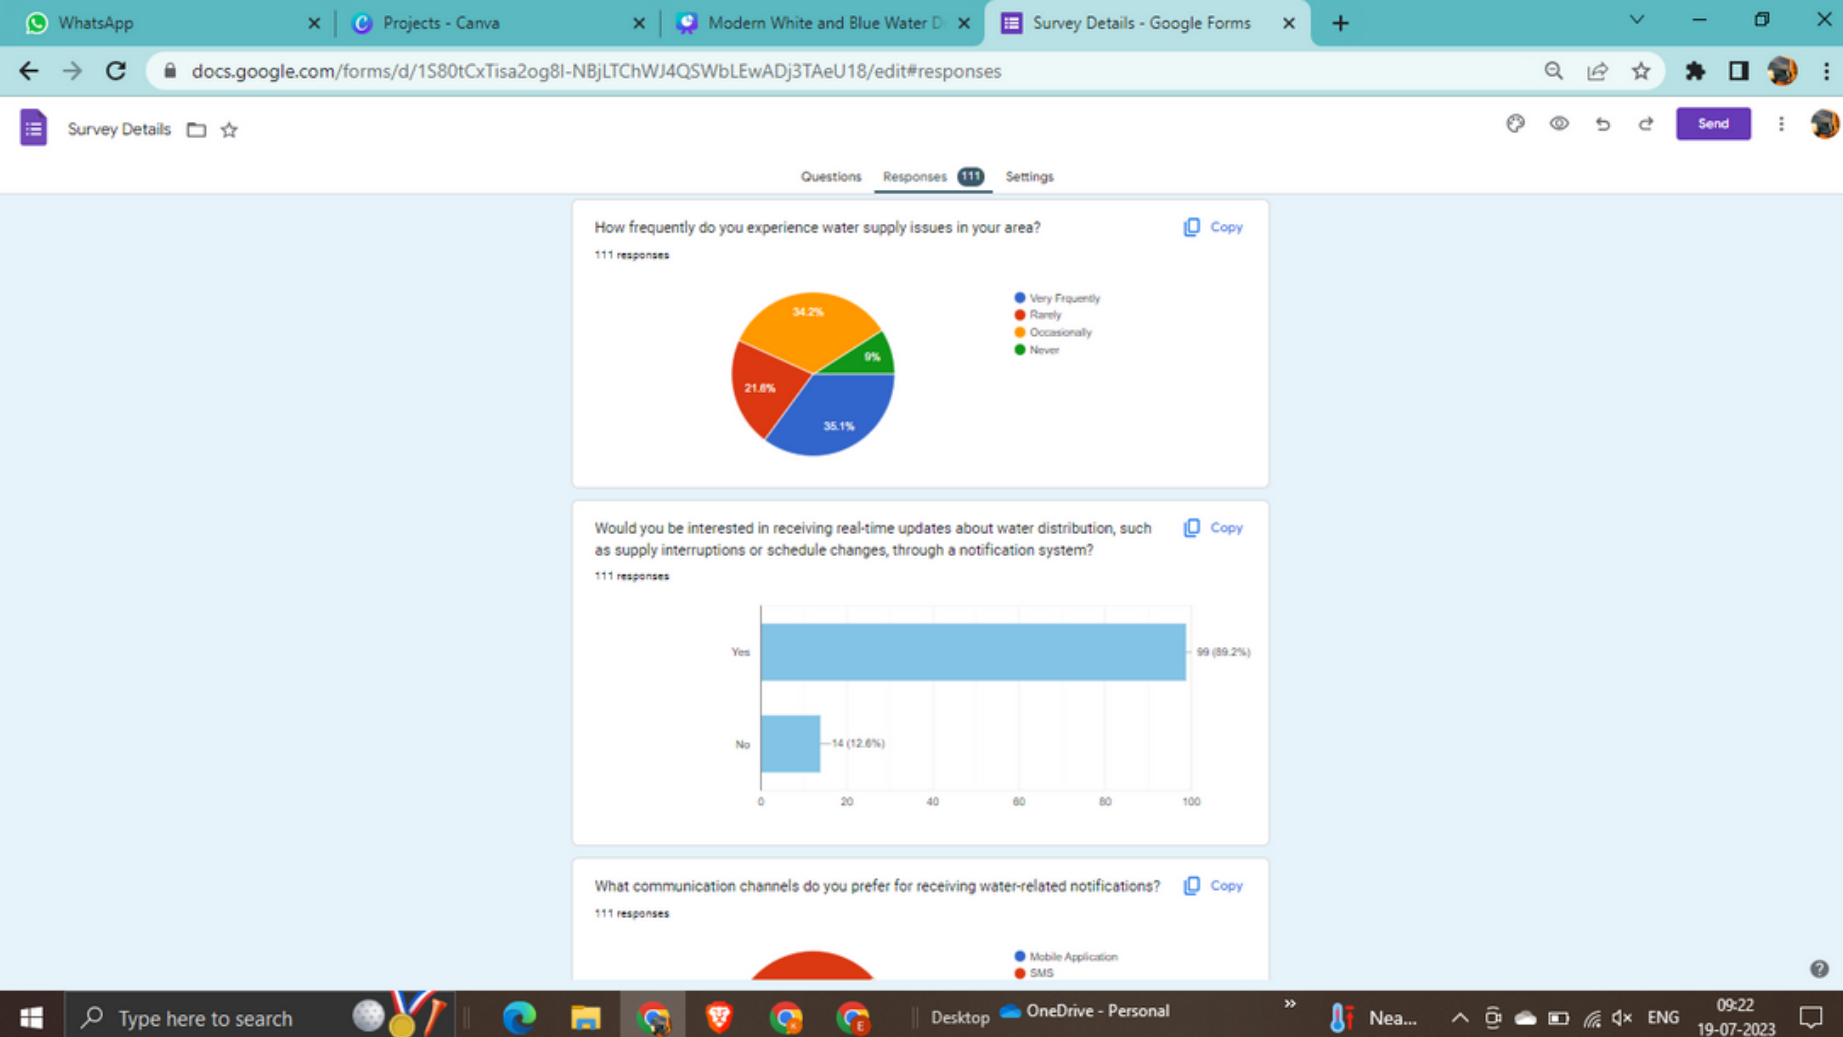 WhatsApp
Projects - Canva
Modern White and Blue Water D
Survey Details - Google Forms
docs.google.com/forms/d/1S80tCxTisa2og8I-NBjLTChWJ4QSWbLEwADj3TAeU18/edit#responses
Survey Details
Send
Questions
Responses 111
Settings
How frequently do you experience water supply issues in your area?
Copy
111 responses
34.2%
9%
21.6%
35.1%
Very Frquently
Rarely
Occasionally
Never
Would you be interested in receiving real-time updates about water distribution, such
as supply interruptions or schedule changes, through a notification system?
Copy
111 responses
Yes
99 (89.2%)
No
14 (12.6%)
0 20 40 60 80 100
What communication channels do you prefer for receiving water-related notifications?
Copy
111 responses
Mobile Application
SMS
Type here to search
Desktop
OneDrive - Personal
Nea...
ENG
09:22
19-07-2023